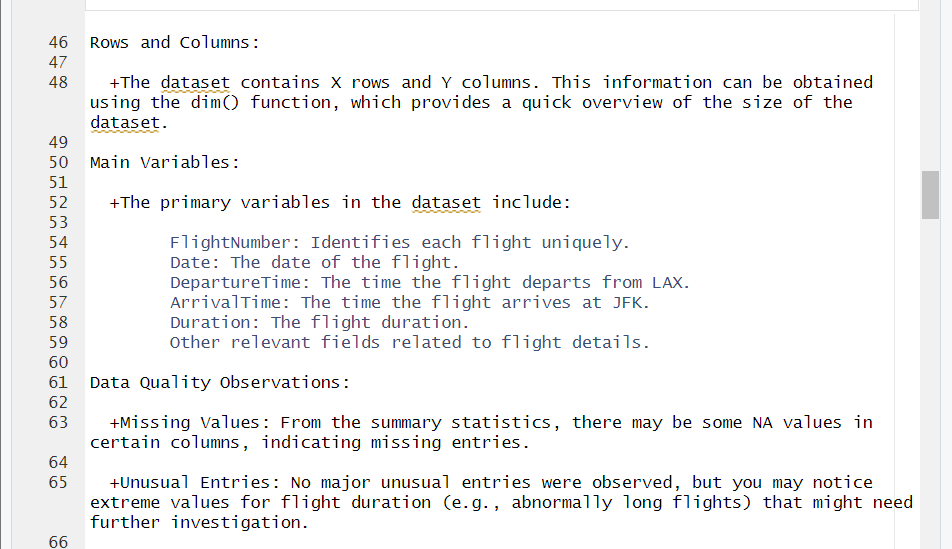 46 Rows and Columns:
47
48 +The dataset contains X rows and Y columns. This information can be obtained
using the dim() function, which provides a quick overview of the size of the
dataset.
49
50 Main Variables:
51
52 +The primary variables in the dataset include:
53
54 FlightNumber: Identifies each flight uniquely.
55 Date: The date of the flight.
56 DepartureTime: The time the flight departs from LAX.
57 ArrivalTime: The time the flight arrives at JFK.
58 Duration: The flight duration.
59 Other relevant fields related to flight details.
60
61 Data Quality Observations:
62
63 +Missing Values: From the summary statistics, there may be some NA values in
certain columns, indicating missing entries.
64
65 +Unusual Entries: No major unusual entries were observed, but you may notice
extreme values for flight duration (e.g., abnormally long flights) that might need
further investigation.
66